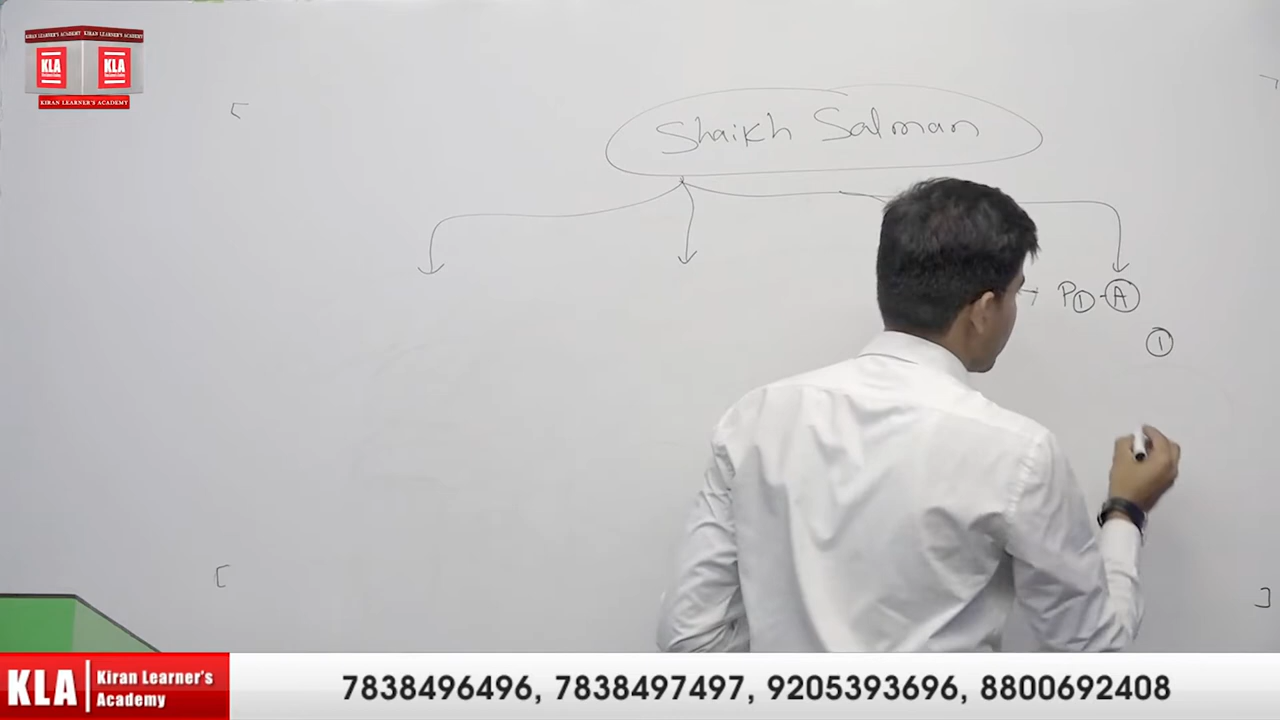 KIRAN LEARNER'S ACADEMY KIRAN LEARNER'S ACADEMY
KLA KLA
KIRAN LEARNER'S ACADEMY
Shaikh Salman
P① - Ⓐ
①
KLA Kiran Learner's Academy
7838496496, 7838497497, 9205393696, 8800692408